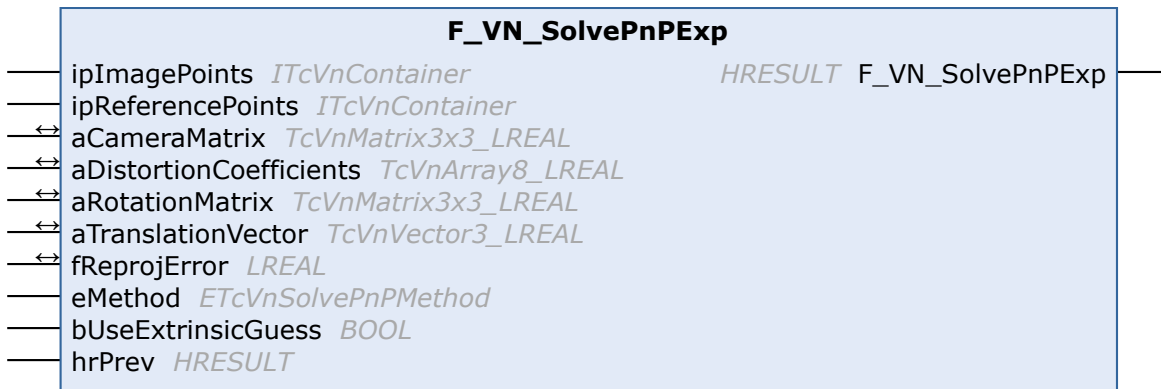 F_VN_SolvePnPExp
ipImagePoints ITcVnContainer HRESULT F_VN_SolvePnPExp
ipReferencePoints ITcVnContainer
aCameraMatrix TcVnMatrix3x3_LREAL
aDistortionCoefficients TcVnArray8_LREAL
aRotationMatrix TcVnMatrix3x3_LREAL
aTranslationVector TcVnVector3_LREAL
fReprojError LREAL
eMethod ETcVnSolvePnPMethod
bUseExtrinsicGuess BOOL
hrPrev HRESULT